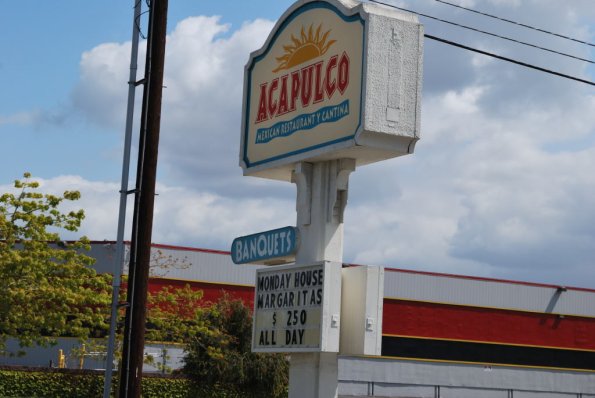 ACAPULCO
MEXICAN RESTAURANT Y CANTINA
BANQUETS
MONDAY HOUSE
MARGARITAS
$ 250
ALL DAY